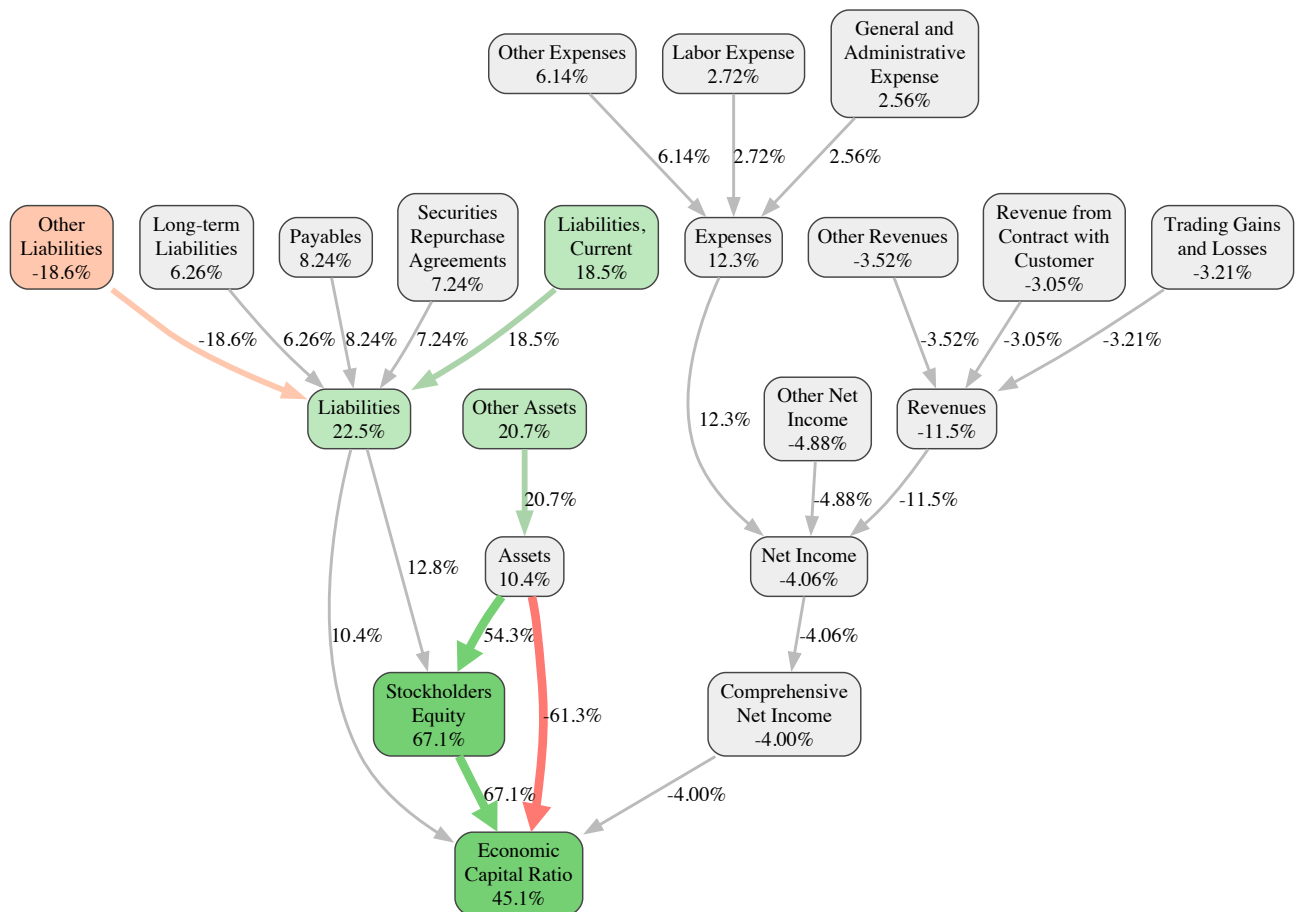 General and
Administrative
Expense
2.56%
Other Expenses
6.14%
Labor Expense
2.72%
6.14%
2.72%
2.56%
Other
Liabilities
-18.6%
Long-term
Liabilities
6.26%
Payables
8.24%
Securities
Repurchase
Agreements
7.24%
Liabilities,
Current
18.5%
Expenses
12.3%
Other Revenues
-3.52%
Revenue from
Contract with
Customer
-3.05%
Trading Gains
and Losses
-3.21%
-18.6%
6.26%
8.24%
7.24%
18.5%
-3.52%
-3.05%
-3.21%
Liabilities
22.5%
Other Assets
20.7%
12.3%
Other Net
Income
-4.88%
Revenues
-11.5%
20.7%
-4.88%
-11.5%
12.8%
Assets
10.4%
Net Income
-4.06%
10.4%
54.3%
-4.06%
Stockholders
Equity
67.1%
-61.3%
Comprehensive
Net Income
-4.00%
67.1%
-4.00%
Economic
Capital Ratio
45.1%